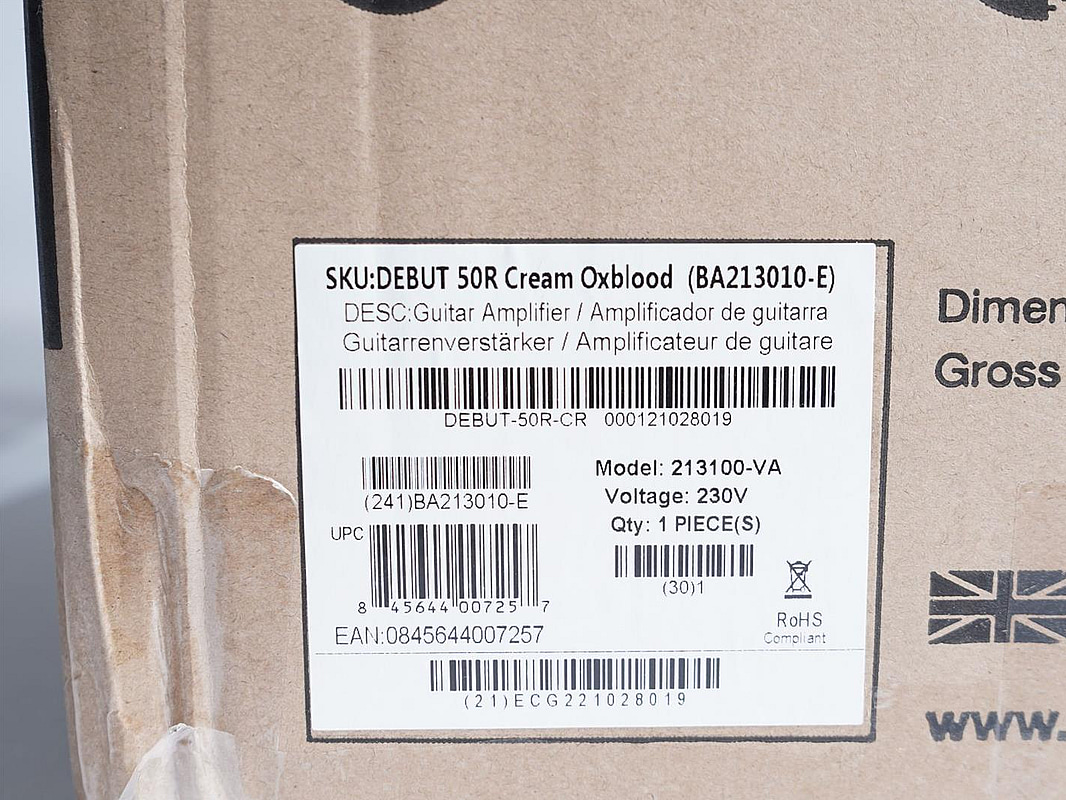 SKU:DEBUT 50R Cream Oxblood (BA213010-E)
DESC:Guitar Amplifier / Amplificador de guitarra
Guitarrenverstärker / Amplificateur de guitare
DEBUT-50R-CR 000121028019
(241)BA213010-E
UPC
8 45644 00725 7
EAN:0845644007257
Model: 213100-VA
Voltage: 230V
Qty: 1 PIECE(S)
(30)1
RoHS
Compliant
(21)ECG221028019
Dimen
Gross
www.